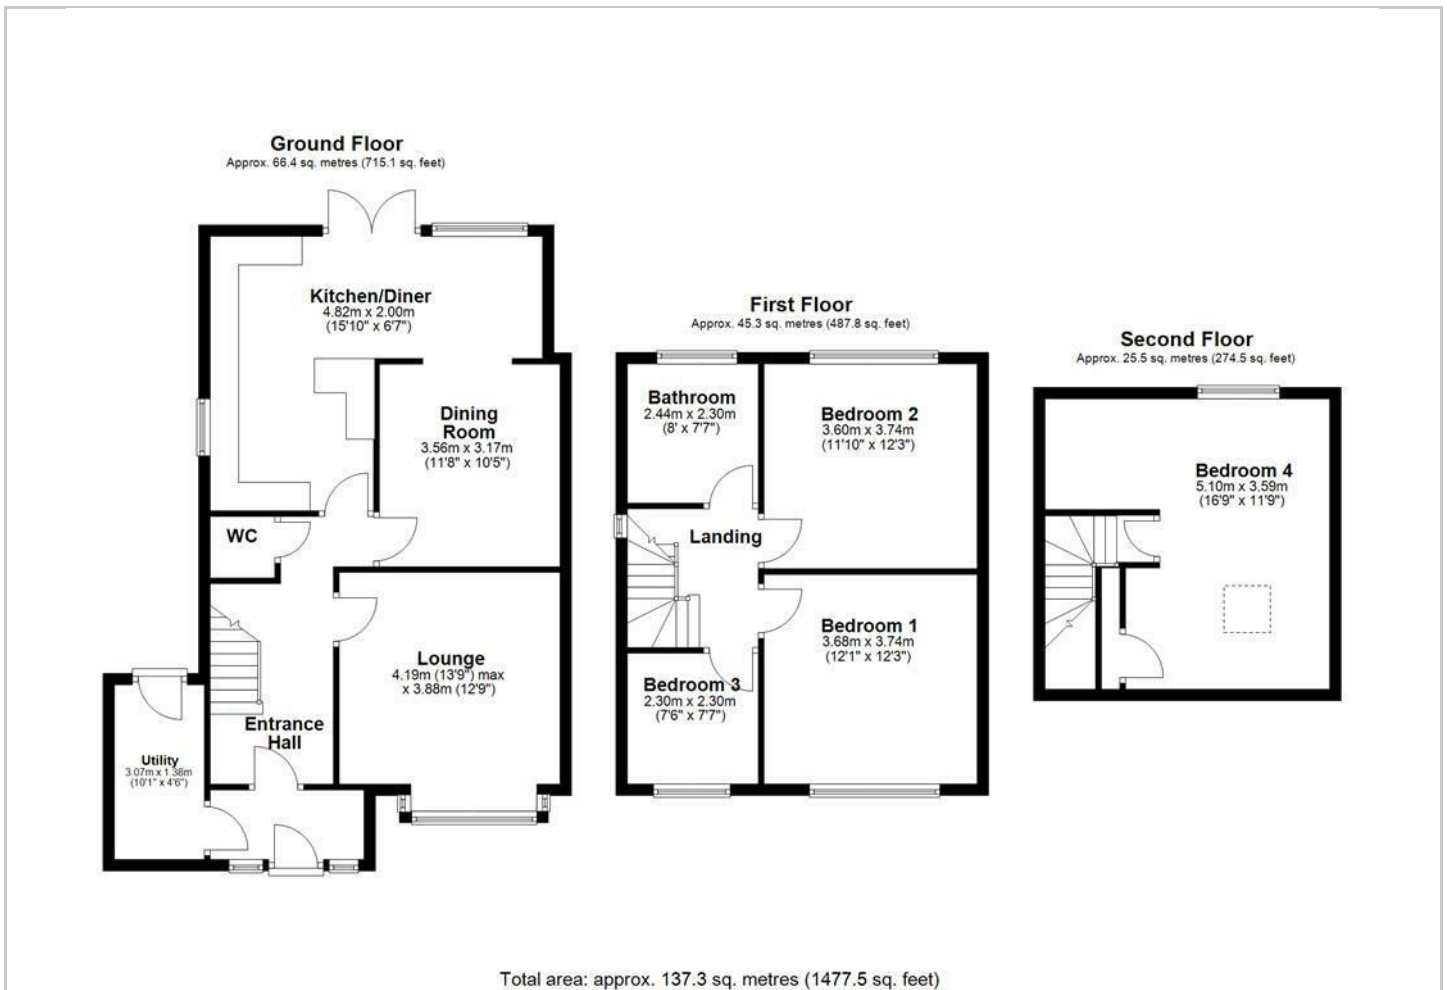 Ground Floor
Approx. 66.4 sq. metres (715.1 sq. feet)
Kitchen/Diner
4.82m x 2.00m
(15'10" x 6'7")
Dining
Room
3.56m x 3.17m
(11'8" x 10'5")
WC
Lounge
4.19m (13'9") max
x 3.88m (12'9")
Entrance
Hall
Utility
3.07m x 1.38m
(10'1" x 4'6")
First Floor
Approx. 45.3 sq. metres (487.8 sq. feet)
Bathroom
2.44m x 2.30m
(8' x 7'7")
Bedroom 2
3.60m x 3.74m
(11'10" x 12'3")
Landing
Bedroom 1
3.68m x 3.74m
(12'1" x 12'3")
Bedroom 3
2.30m x 2.30m
(7'6" x 7'7")
Second Floor
Approx. 25.5 sq. metres (274.5 sq. feet)
Bedroom 4
5.10m x 3.59m
(16'9" x 11'9")
Total area: approx. 137.3 sq. metres (1477.5 sq. feet)